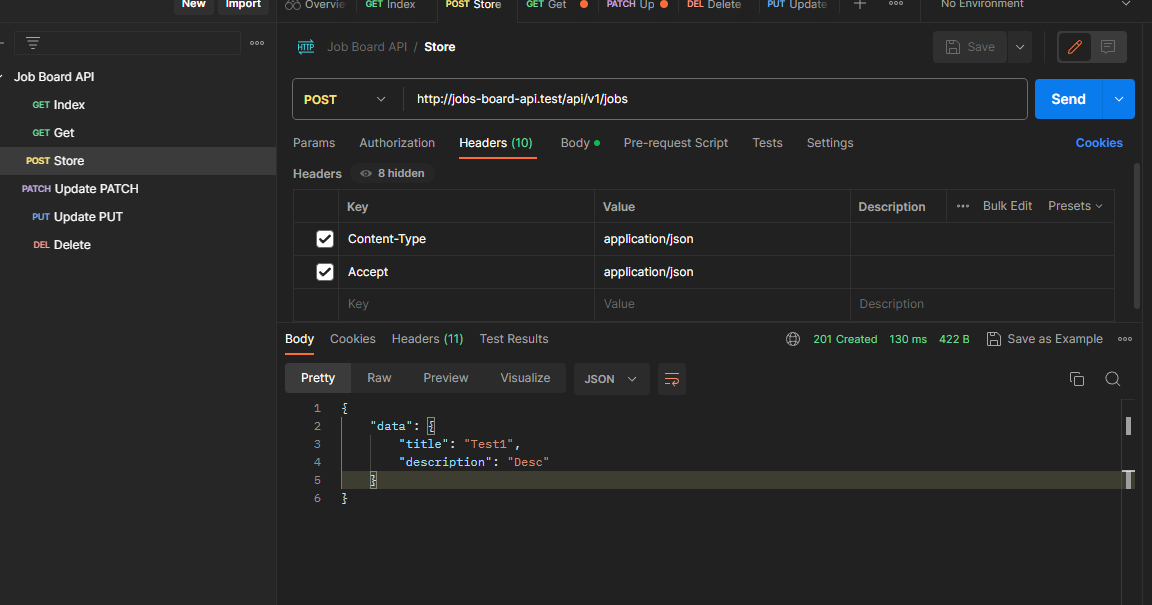 New Import Overvie GET Index POST Store GET Get PATCH Up DEL Delete PUT Update No Environment
HTTP Job Board API / Store Save
Job Board API
GET Index
GET Get
POST Store
PATCH Update PATCH
PUT Update PUT
DEL Delete
POST http://jobs-board-api.test/api/v1/jobs Send
Params Authorization Headers (10) Body Pre-request Script Tests Settings Cookies
Headers 8 hidden
Key Value Description Bulk Edit Presets
Content-Type application/json
Accept application/json
Key Value Description
Body Cookies Headers (11) Test Results 201 Created 130 ms 422 B Save as Example
Pretty Raw Preview Visualize JSON
1 {
2 "data": {
3 "title": "Test1",
4 "description": "Desc"
5 }
6 }